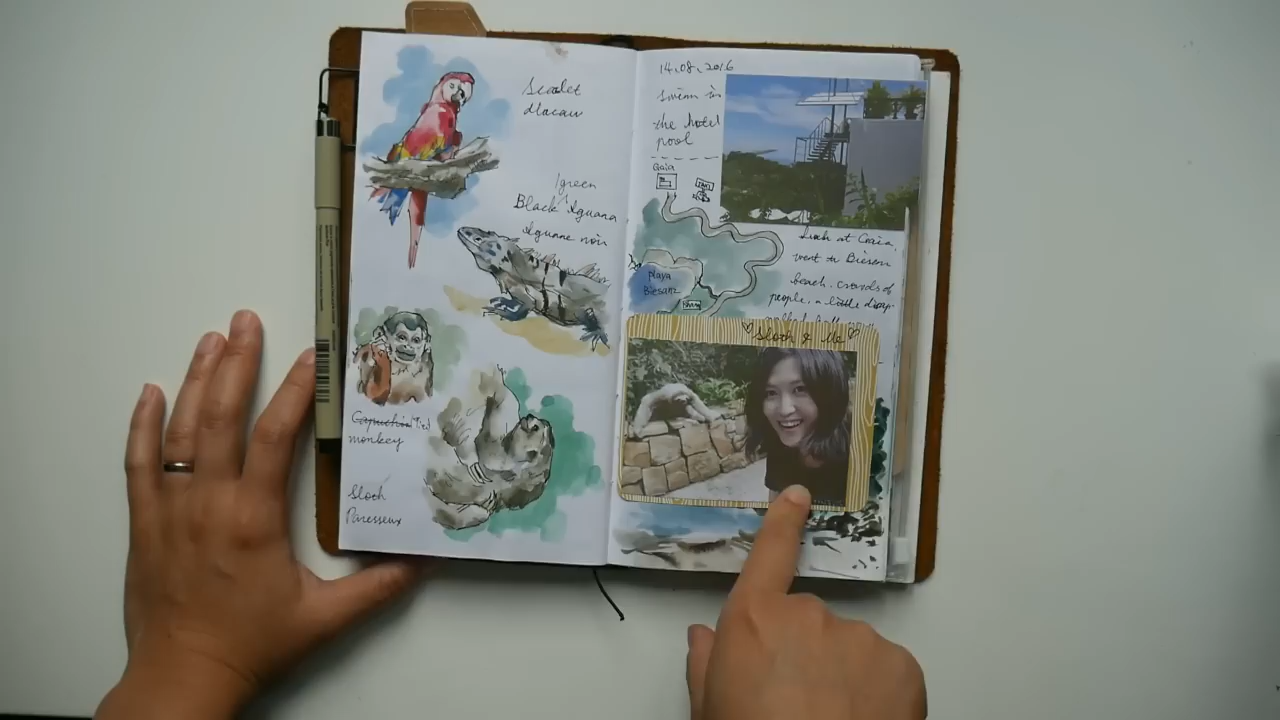 Scarlet
Macaw
/green
Black Iguana
Iguane noir
Capuchin
monkey
Sloth
Paresseux
14.08.2016
Swim in
the hotel
pool
Gaia
TAXI
playa
Biesanz
Lunch at Gaia,
went to Biesanz
beach. crowds of
people, a little disap-
Sloth & Me